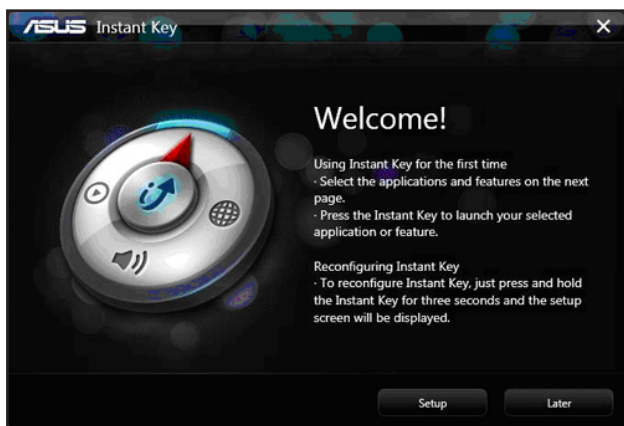 ASUS Instant Key
Welcome!
Using Instant Key for the first time
· Select the applications and features on the next
page.
· Press the Instant Key to launch your selected
application or feature.
Reconfiguring Instant Key
· To reconfigure Instant Key, just press and hold
the Instant Key for three seconds and the setup
screen will be displayed.
Setup Later